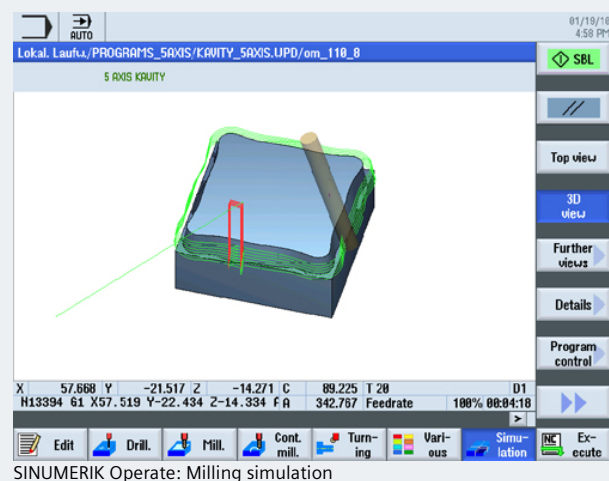 01/19/10
AUTO
4:58 PM
Lokal. Laufw./PROGRAMS_5AXIS/KAVITY_5AXIS.UPD/om_110_8
SBL
5 AXIS KAVITY
Top view
3D
view
Further
views
Details
Program
control
X 57.668 Y -21.517 Z -14.271 C 89.225 T 20 D1
N13394 G1 X57.519 Y-22.434 Z-14.334 F A 342.767 Feedrate 100% 00:04:18
Edit
Drill.
Mill.
Cont.
mill.
Turn-
ing
Vari-
ous
Simu-
lation
NC
Ex-
ecute
SINUMERIK Operate: Milling simulation